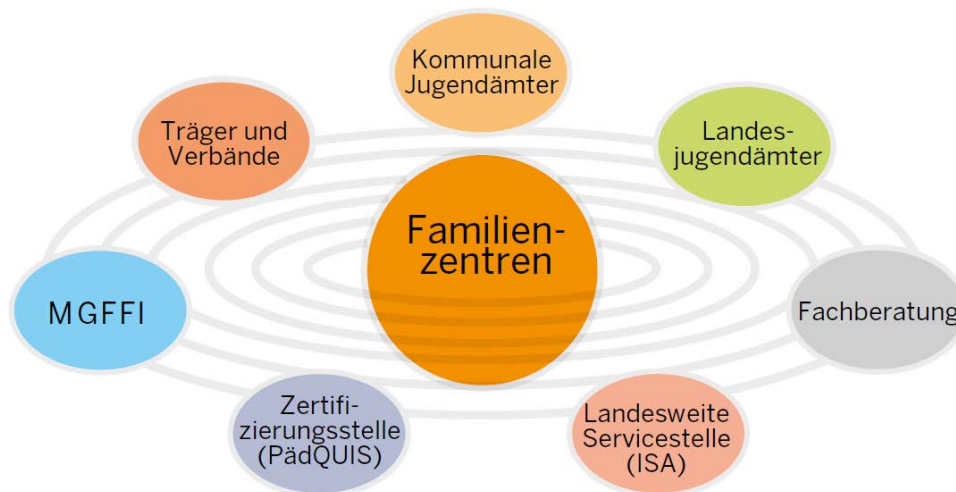 Kommunale
Jugendämter
Träger und
Verbände
Landes-
jugendämter
Familien-
zentren
MGFFI
Fachberatung
Zertifi-
zierungsstelle
(PädQUIS)
Landesweite
Servicestelle
(ISA)